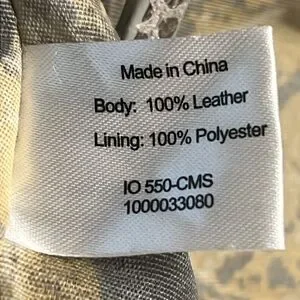 Made in China
Body: 100% Leather
Lining: 100% Polyester
IO 550-CMS
1000033080